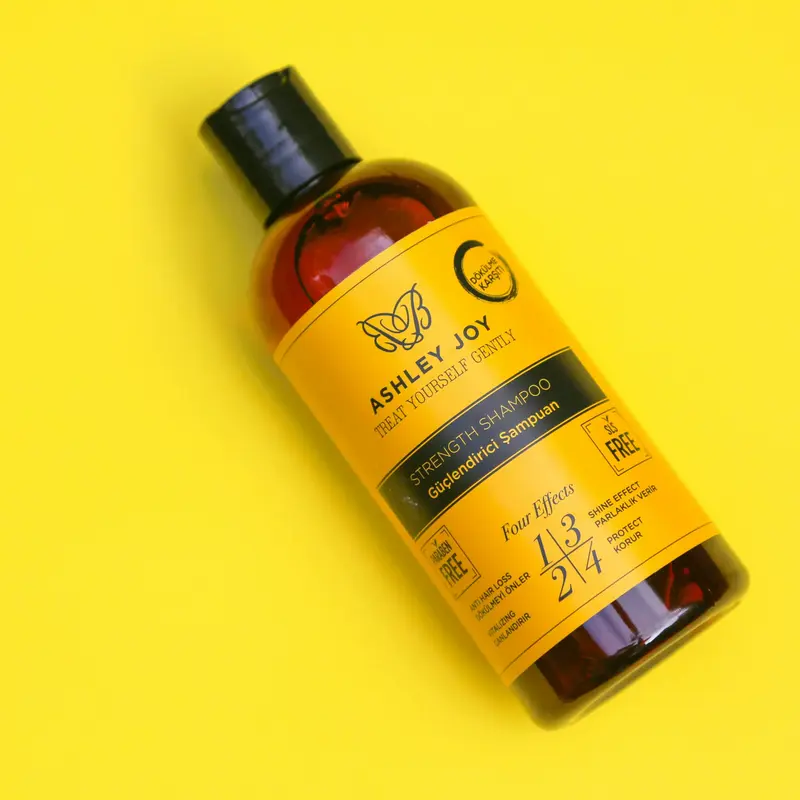 DÖKÜLME
KARŞITI
ASHLEY JOY
TREAT YOURSELF GENTLY
STRENGTH SHAMPOO
Güçlendirici Şampuan
SLS
FREE
PARABEN
FREE
Four Effects
1 3
2 4
ANTI HAIR LOSS
DÖKÜLMEYİ ÖNLER
VITALIZING
CANLANDIRIR
SHINE EFFECT
PARLAKLIK VERİR
PROTECT
KORUR